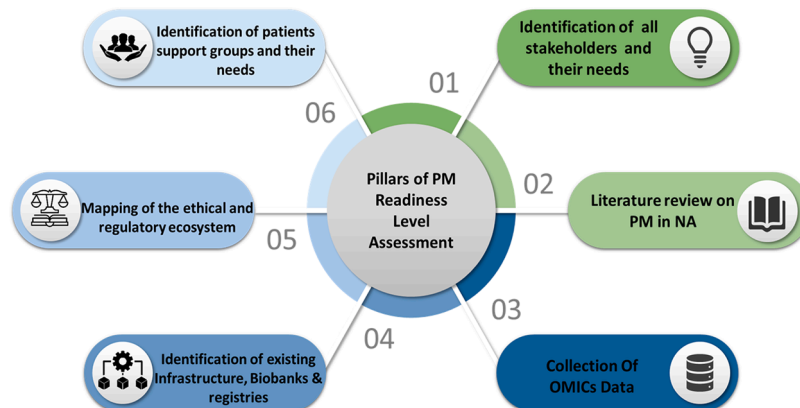 Pillars of PM
Readiness
Level
Assessment
01
Identification of all
stakeholders and
their needs
02
Literature review on
PM in NA
03
Collection Of
OMICs Data
04
Identification of existing
Infrastructure, Biobanks &
registries
05
Mapping of the ethical and
regulatory ecosystem
06
Identification of patients
support groups and their
needs